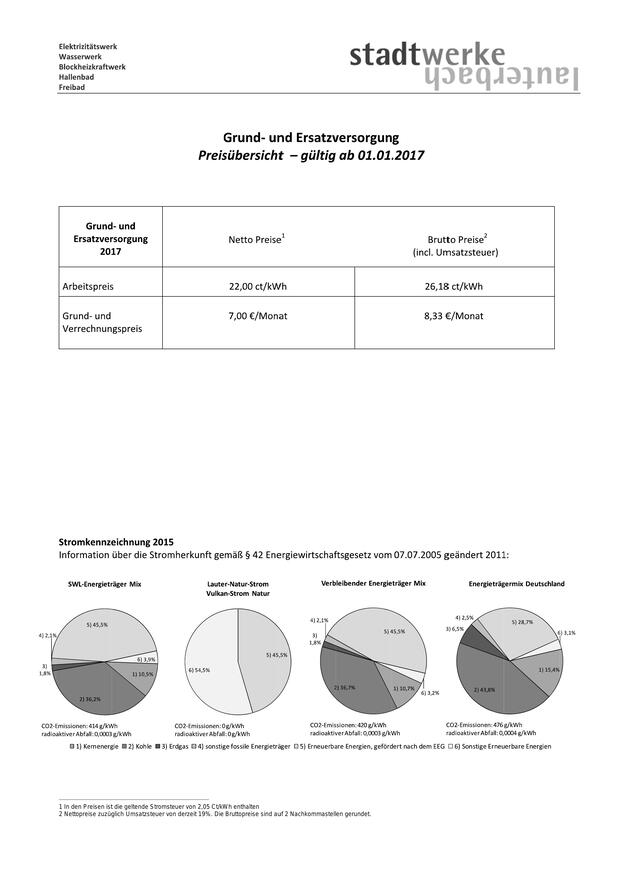 Elektrizitätswerk
Wasserwerk
Blockheizkraftwerk
Hallenbad
Freibad
stadtwerke
lauterbach
Grund- und Ersatzversorgung
Preisübersicht – gültig ab 01.01.2017
Grund- und
Ersatzversorgung
2017
Netto Preise1
Brutto Preise2
(incl. Umsatzsteuer)
Arbeitspreis
22,00 ct/kWh
26,18 ct/kWh
Grund- und
Verrechnungspreis
7,00 €/Monat
8,33 €/Monat
Stromkennzeichnung 2015
Information über die Stromherkunft gemäß § 42 Energiewirtschaftsgesetz vom 07.07.2005 geändert 2011:
SWL-Energieträger Mix
5) 45,5%
4) 2,1%
6) 3,9%
3)
1,8%
1) 10,5%
2) 36,2%
CO2-Emissionen: 414 g/kWh
radioaktiver Abfall: 0,0003 g/kWh
Lauter-Natur-Strom
Vulkan-Strom Natur
5) 45,5%
6) 54,5%
CO2-Emissionen: 0 g/kWh
radioaktiver Abfall: 0 g/kWh
Verbleibender Energieträger Mix
4) 2,1%
5) 45,5%
3)
1,8%
2) 36,7%
1) 10,7%
6) 3,2%
CO2-Emissionen: 420 g/kWh
radioaktiver Abfall: 0,0003 g/kWh
Energieträgermix Deutschland
4) 2,5%
5) 28,7%
3) 6,5%
6) 3,1%
1) 15,4%
2) 43,8%
CO2-Emissionen: 476 g/kWh
radioaktiver Abfall: 0,0004 g/kWh
1) Kernenergie 2) Kohle 3) Erdgas 4) sonstige fossile Energieträger 5) Erneuerbare Energien, gefördert nach dem EEG 6) Sonstige Erneuerbare Energien
1 In den Preisen ist die geltende Stromsteuer von 2,05 Ct/kWh enthalten
2 Nettopreise zuzüglich Umsatzsteuer von derzeit 19%. Die Bruttopreise sind auf 2 Nachkommastellen gerundet.